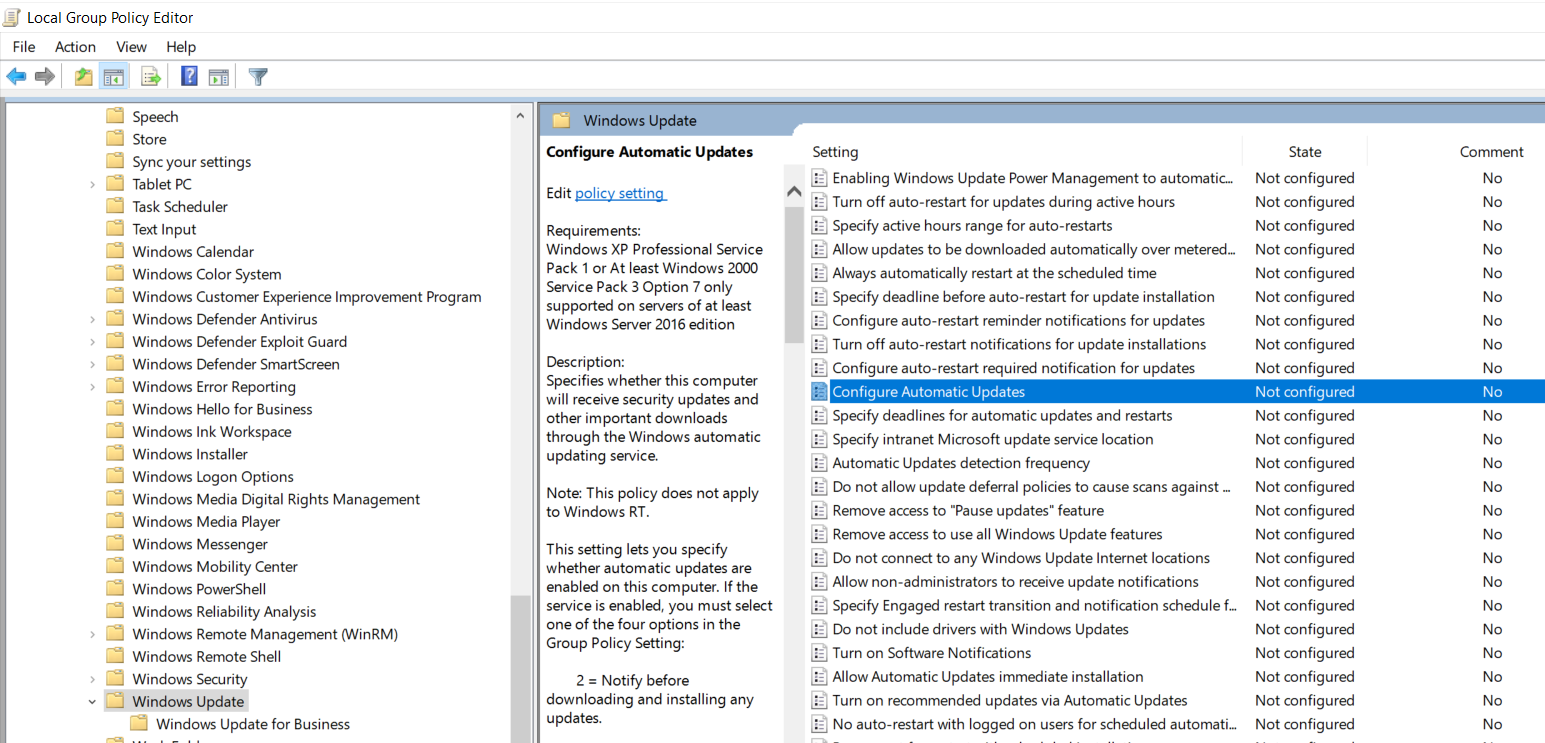 Local Group Policy Editor
File Action View Help
Speech
Store
Sync your settings
Tablet PC
Task Scheduler
Text Input
Windows Calendar
Windows Color System
Windows Customer Experience Improvement Program
Windows Defender Antivirus
Windows Defender Exploit Guard
Windows Defender SmartScreen
Windows Error Reporting
Windows Hello for Business
Windows Ink Workspace
Windows Installer
Windows Logon Options
Windows Media Digital Rights Management
Windows Media Player
Windows Messenger
Windows Mobility Center
Windows PowerShell
Windows Reliability Analysis
Windows Remote Management (WinRM)
Windows Remote Shell
Windows Security
Windows Update
Windows Update for Business
Windows Update
Configure Automatic Updates
Edit policy setting
Requirements:
Windows XP Professional Service
Pack 1 or At least Windows 2000
Service Pack 3 Option 7 only
supported on servers of at least
Windows Server 2016 edition
Description:
Specifies whether this computer
will receive security updates and
other important downloads
through the Windows automatic
updating service.
Note: This policy does not apply
to Windows RT.
This setting lets you specify
whether automatic updates are
enabled on this computer. If the
service is enabled, you must select
one of the four options in the
Group Policy Setting:
2 = Notify before
downloading and installing any
updates.
Setting State Comment
Enabling Windows Update Power Management to automatic... Not configured No
Turn off auto-restart for updates during active hours Not configured No
Specify active hours range for auto-restarts Not configured No
Allow updates to be downloaded automatically over metered... Not configured No
Always automatically restart at the scheduled time Not configured No
Specify deadline before auto-restart for update installation Not configured No
Configure auto-restart reminder notifications for updates Not configured No
Turn off auto-restart notifications for update installations Not configured No
Configure auto-restart required notification for updates Not configured No
Configure Automatic Updates Not configured No
Specify deadlines for automatic updates and restarts Not configured No
Specify intranet Microsoft update service location Not configured No
Automatic Updates detection frequency Not configured No
Do not allow update deferral policies to cause scans against ... Not configured No
Remove access to "Pause updates" feature Not configured No
Remove access to use all Windows Update features Not configured No
Do not connect to any Windows Update Internet locations Not configured No
Allow non-administrators to receive update notifications Not configured No
Specify Engaged restart transition and notification schedule f... Not configured No
Do not include drivers with Windows Updates Not configured No
Turn on Software Notifications Not configured No
Allow Automatic Updates immediate installation Not configured No
Turn on recommended updates via Automatic Updates Not configured No
No auto-restart with logged on users for scheduled automati... Not configured No